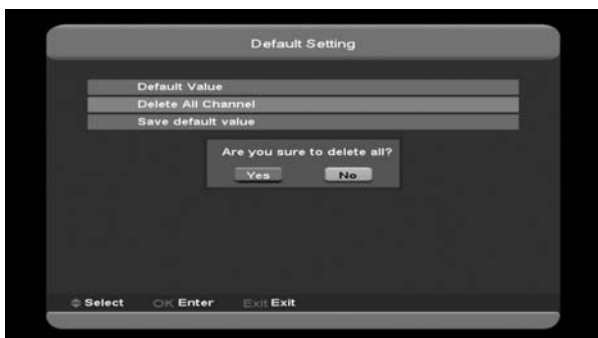 Default Setting
Default Value
Delete All Channel
Save default value
Are you sure to delete all?
Yes No
Select OK Enter Exit Exit